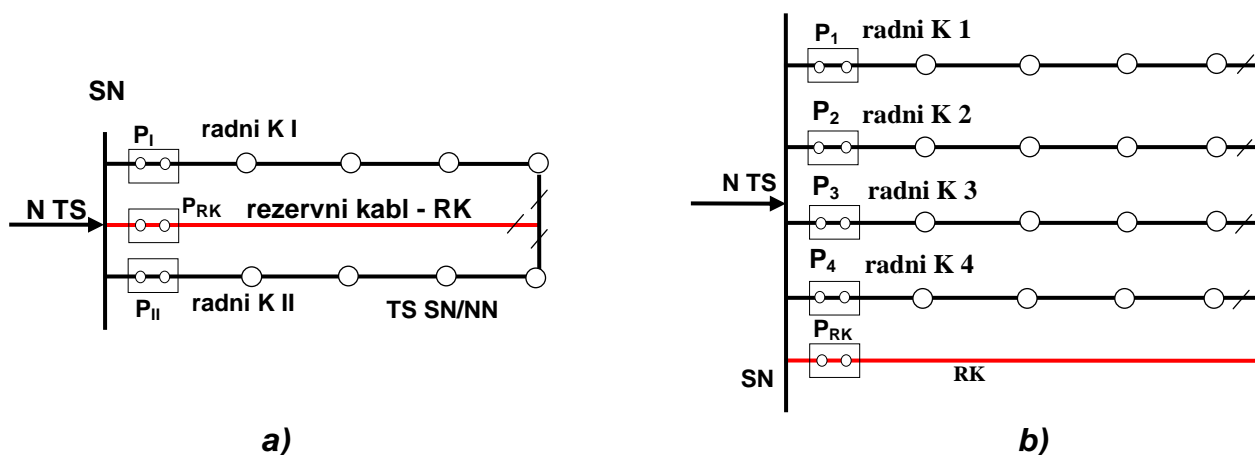 SN
P_I
radni K I
N TS
P_RK
rezervni kabl - RK
P_II
radni K II
TS SN/NN
a)
P_1
radni K 1
P_2
radni K 2
N TS
P_3
radni K 3
P_4
radni K 4
P_RK
SN
RK
b)